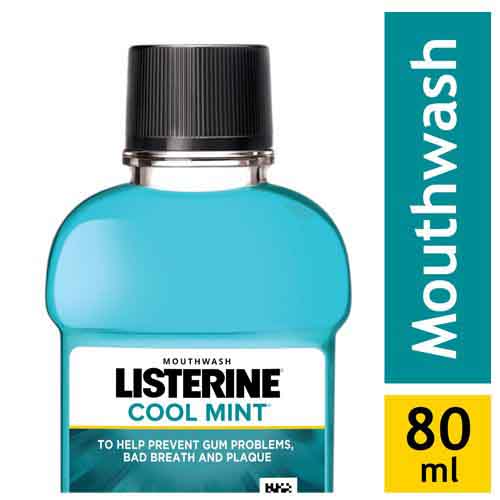 MOUTHWASH
LISTERINE
COOL MINT
TO HELP PREVENT GUM PROBLEMS,
BAD BREATH AND PLAQUE
Mouthwash
80
ml